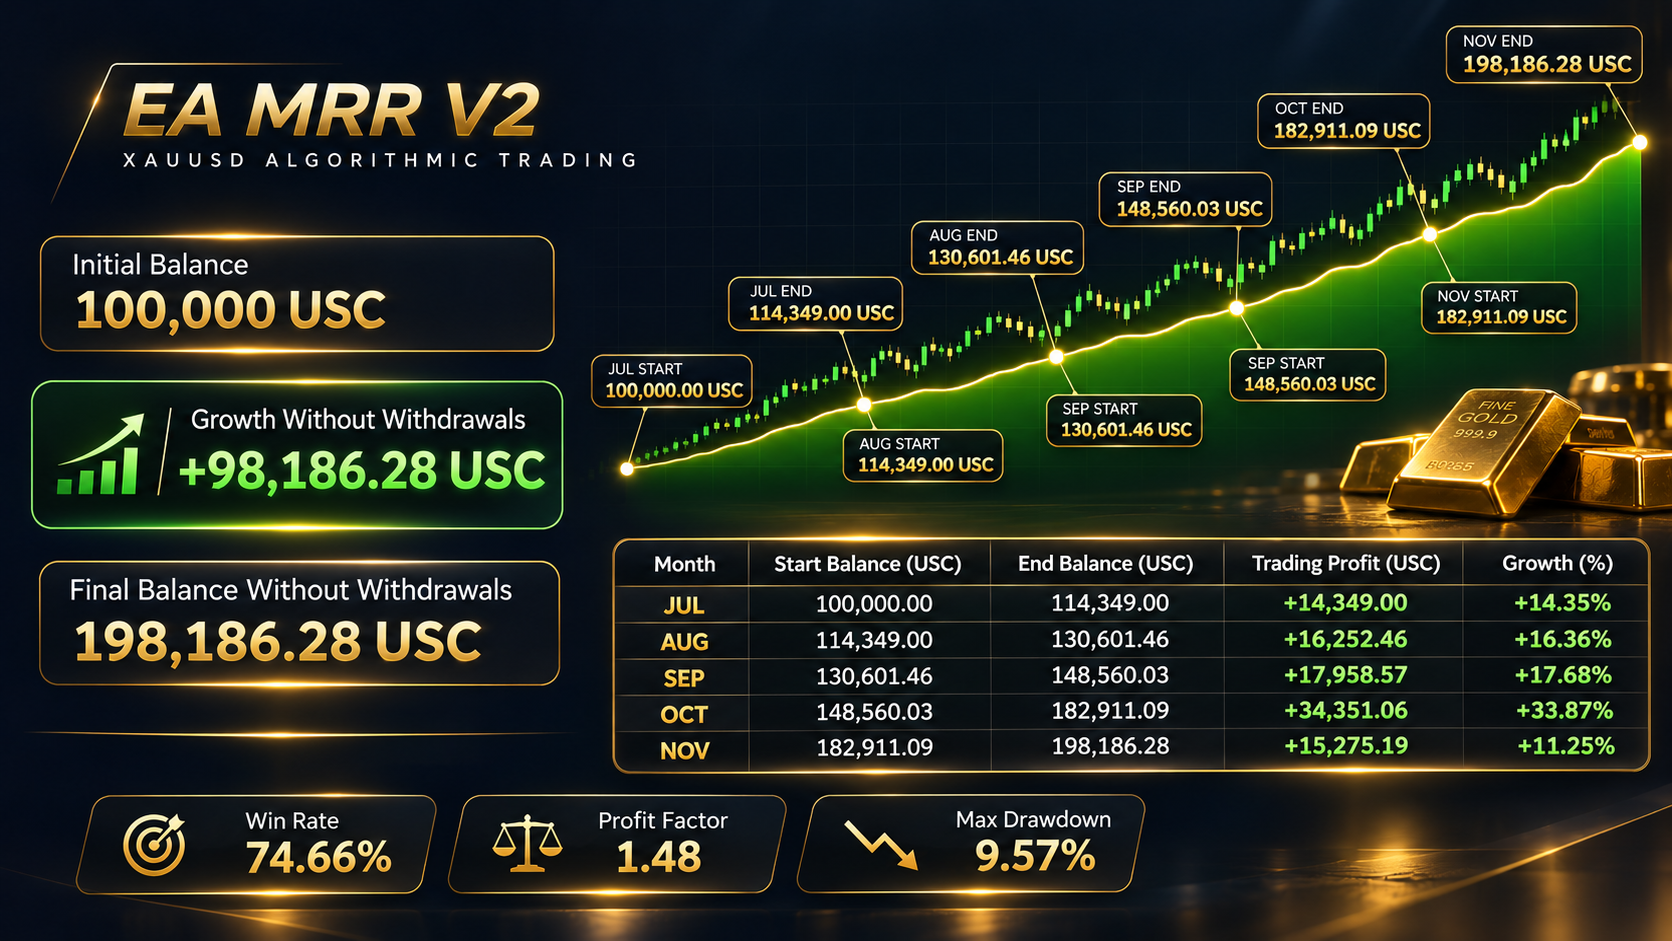 EA MRR V2
XAUUSD ALGORITHMIC TRADING
Initial Balance
100,000 USC
Growth Without Withdrawals
+98,186.28 USC
Final Balance Without Withdrawals
198,186.28 USC
JUL START
100,000.00 USC
JUL END
114,349.00 USC
AUG START
114,349.00 USC
AUG END
130,601.46 USC
SEP START
130,601.46 USC
SEP END
148,560.03 USC
SEP START
148,560.03 USC
OCT END
182,911.09 USC
NOV START
182,911.09 USC
NOV END
198,186.28 USC
FINE
GOLD
999.9
Month Start Balance (USC) End Balance (USC) Trading Profit (USC) Growth (%)
JUL 100,000.00 114,349.00 +14,349.00 +14.35%
AUG 114,349.00 130,601.46 +16,252.46 +16.36%
SEP 130,601.46 148,560.03 +17,958.57 +17.68%
OCT 148,560.03 182,911.09 +34,351.06 +33.87%
NOV 182,911.09 198,186.28 +15,275.19 +11.25%
Win Rate
74.66%
Profit Factor
1.48
Max Drawdown
9.57%